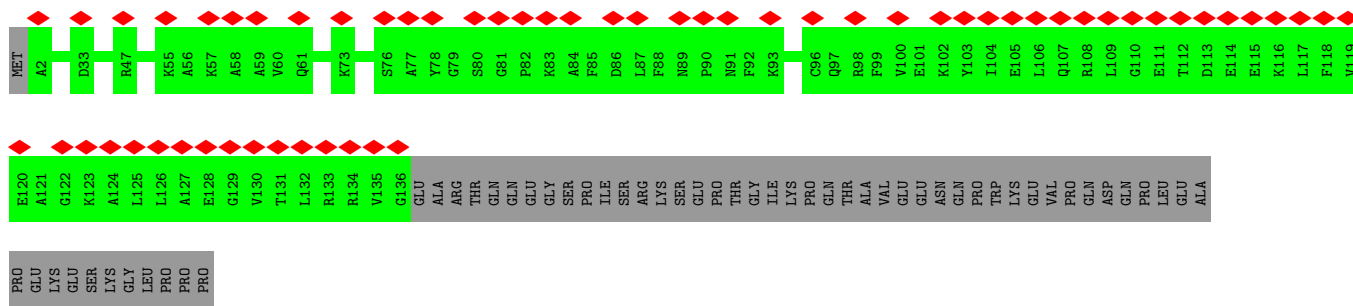 MET A2 D33 R47 K55 A56 K57 A58 A59 V60 Q61 K73 S76 A77 Y78 G79 S80 G81 P82 K83 A84 F85 D86 L87 F88 N89 P90 N91 F92 K93 C96 Q97 R98 F99 V100 E101 K102 Y103 I104 E105 L106 Q107 R108 L109 G110 E111 T112 D113 E114 E115 K116 L117 F118 V119
E120 A121 G122 K123 A124 L125 L126 A127 E128 G129 V130 T131 L132 R133 R134 V135 G136 GLU ALA ARG THR GLN GLN GLU GLY SER PRO ILE SER ARG LYS SER GLU PRO THR GLY ILE LYS PRO GLN THR ALA VAL GLU GLU ASN GLN PRO TRP LYS GLU VAL PRO GLN ASP GLN PRO LEU GLU ALA
PRO GLU LYS GLU SER LYS GLY LEU PRO PRO PRO